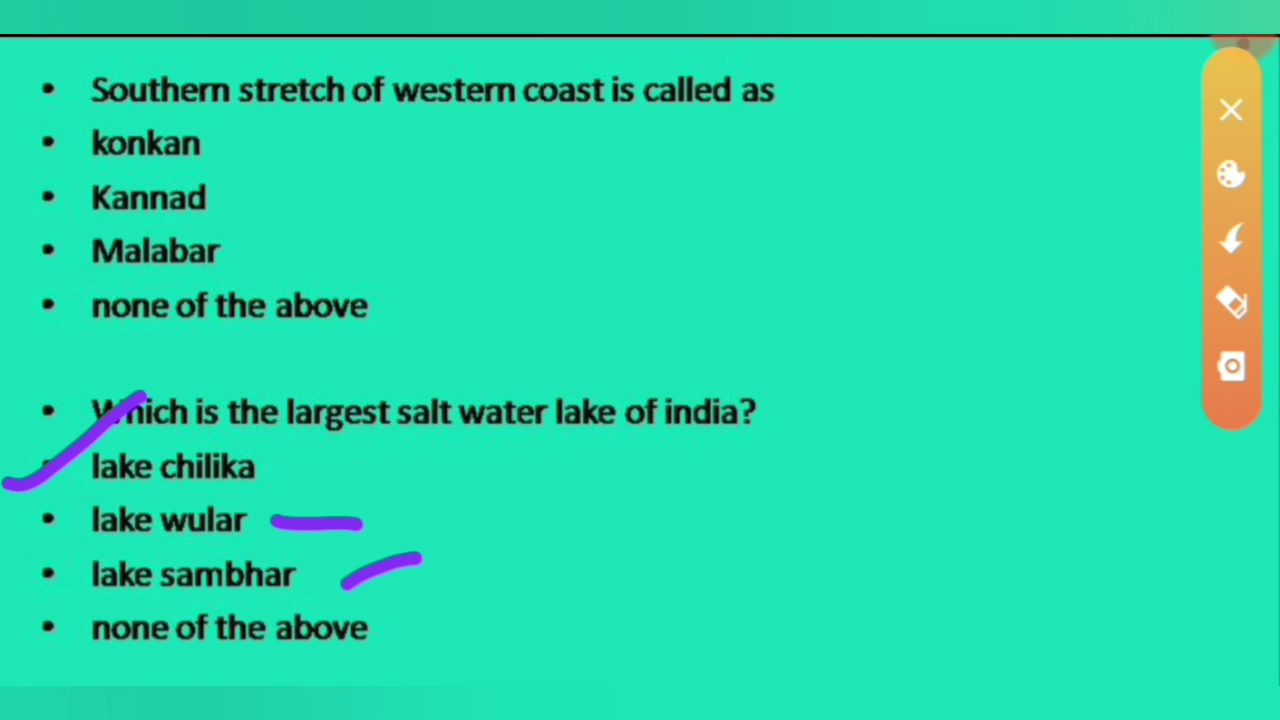 • Southern stretch of western coast is called as
• konkan
• Kannad
• Malabar
• none of the above
• Which is the largest salt water lake of india?
• lake chilika
• lake wular
• lake sambhar
• none of the above